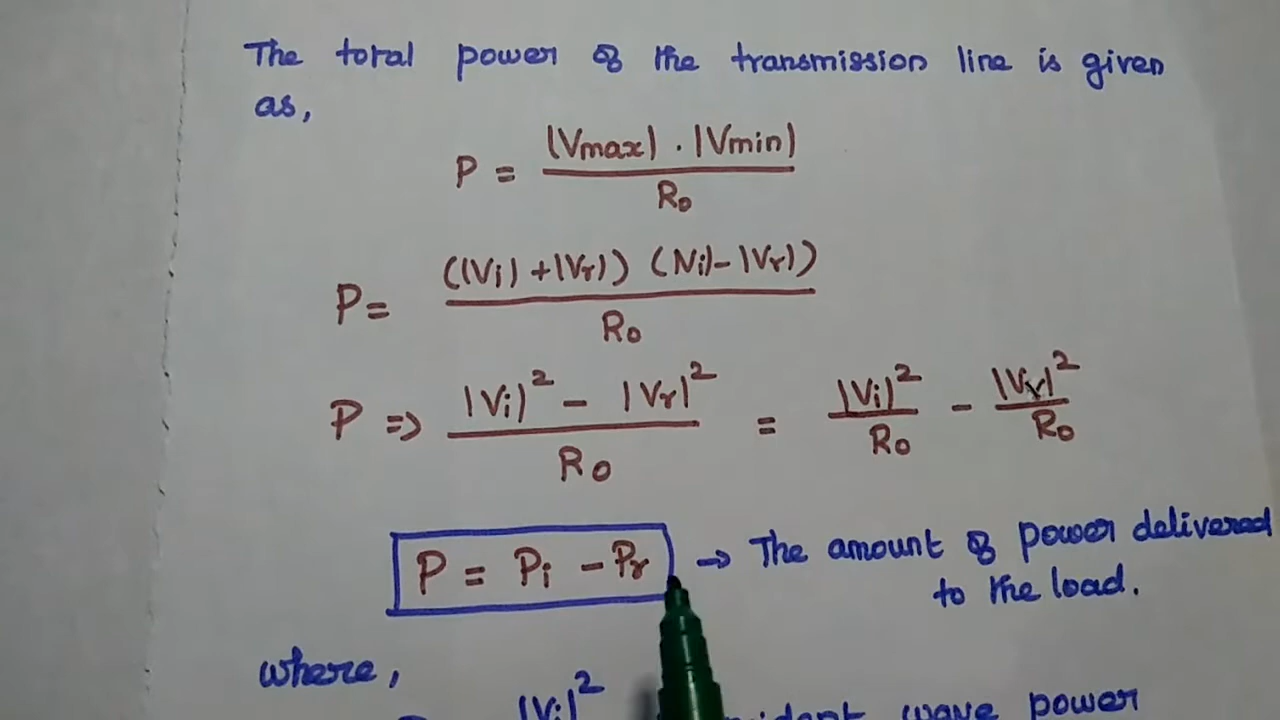 The total power of the transmission line is given
as,
P = |Vmax| . |Vmin| / R0
P = (|Vi| + |Vr|) (|Vi| - |Vr|) / R0
P => |Vi|² - |Vr|² / R0 = |Vi|² / R0 - |Vr|² / R0
P = Pi - Pr → The amount of power delivered
to the load.
where,
|Vi|² wave power